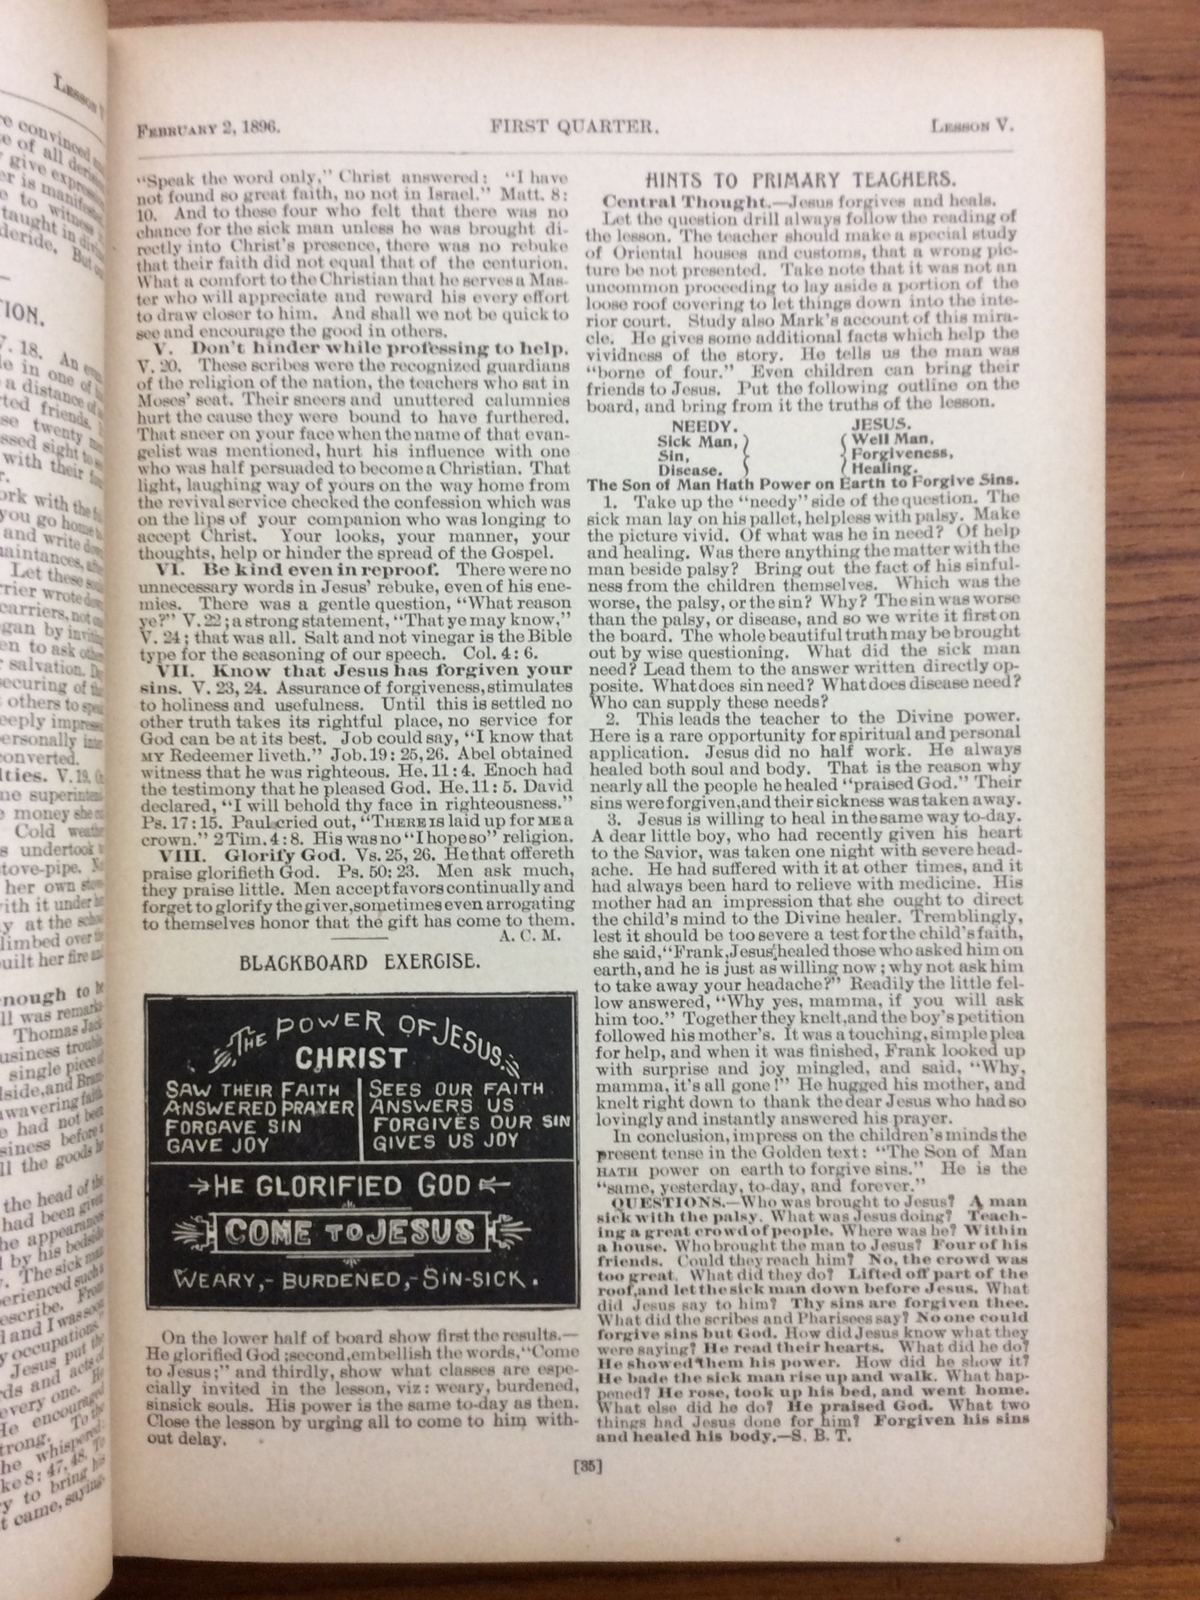 FEBRUARY 2, 1896. FIRST QUARTER. LESSON V.
"Speak the word only," Christ answered: "I have
not found so great faith, no not in Israel." Matt. 8:
10. And to these four who felt that there was no
chance for the sick man unless he was brought di-
rectly into Christ's presence, there was no rebuke
that their faith did not equal that of the centurion.
What a comfort to the Christian that he serves a Mas-
ter who will appreciate and reward his every effort
to draw closer to him. And shall we not be quick to
see and encourage the good in others.
V. Don't hinder while professing to help.
V. 20. These scribes were the recognized guardians
of the religion of the nation, the teachers who sat in
Moses' seat. Their sneers and unuttered calumnies
hurt the cause they were bound to have furthered.
That sneer on your face when the name of that evan-
gelist was mentioned, hurt his influence with one
who was half persuaded to become a Christian. That
light, laughing way of yours on the way home from
the revival service checked the confession which was
on the lips of your companion who was longing to
accept Christ. Your looks, your manner, your
thoughts, help or hinder the spread of the Gospel.
VI. Be kind even in reproof. There were no
unnecessary words in Jesus' rebuke, even of his ene-
mies. There was a gentle question, "What reason
ye?" V. 22; a strong statement, "That ye may know,"
V. 24; that was all. Salt and not vinegar is the Bible
type for the seasoning of our speech. Col. 4: 6.
VII. Know that Jesus has forgiven your
sins. V. 23, 24. Assurance of forgiveness, stimulates
to holiness and usefulness. Until this is settled no
other truth takes its rightful place, no service for
God can be at its best. Job could say, "I know that
MY Redeemer liveth." Job. 19: 25, 26. Abel obtained
witness that he was righteous. He. 11: 4. Enoch had
the testimony that he pleased God. He. 11: 5. David
declared, "I will behold thy face in righteousness."
Ps. 17: 15. Paul cried out, "THERE IS laid up for ME a
crown." 2 Tim. 4: 8. His was no "I hope so" religion.
VIII. Glorify God. Vs. 25, 26. He that offereth
praise glorifieth God. Ps. 50: 23. Men ask much,
they praise little. Men accept favors continually and
forget to glorify the giver, sometimes even arrogating
to themselves honor that the gift has come to them.
A. C. M.
BLACKBOARD EXERCISE.
THE POWER OF JESUS
CHRIST
SAW THEIR FAITH
ANSWERED PRAYER
FORGAVE SIN
GAVE JOY
SEES OUR FAITH
ANSWERS US
FORGIVES OUR SIN
GIVES US JOY
HE GLORIFIED GOD
COME TO JESUS
WEARY,- BURDENED,- SIN-SICK.
On the lower half of board show first the results.—
He glorified God; second, embellish the words, "Come
to Jesus;" and thirdly, show what classes are espe-
cially invited in the lesson, viz: weary, burdened,
sinsick souls. His power is the same to-day as then.
Close the lesson by urging all to come to him with-
out delay.
HINTS TO PRIMARY TEACHERS.
Central Thought.—Jesus forgives and heals.
Let the question drill always follow the reading of
the lesson. The teacher should make a special study
of Oriental houses and customs, that a wrong pic-
ture be not presented. Take note that it was not an
uncommon proceeding to lay aside a portion of the
loose roof covering to let things down into the inte-
rior court. Study also Mark's account of this mira-
cle. He gives some additional facts which help the
vividness of the story. He tells us the man was
"borne of four." Even children can bring their
friends to Jesus. Put the following outline on the
board, and bring from it the truths of the lesson.
NEEDY. JESUS.
Sick Man, Well Man,
Sin, Forgiveness,
Disease. Healing.
The Son of Man Hath Power on Earth to Forgive Sins.
1. Take up the "needy" side of the question. The
sick man lay on his pallet, helpless with palsy. Make
the picture vivid. Of what was he in need? Of help
and healing. Was there anything the matter with the
man beside palsy? Bring out the fact of his sinful-
ness from the children themselves. Which was the
worse, the palsy, or the sin? Why? The sin was worse
than the palsy, or disease, and so we write it first on
the board. The whole beautiful truth may be brought
out by wise questioning. What did the sick man
need? Lead them to the answer written directly op-
posite. What does sin need? What does disease need?
Who can supply these needs?
2. This leads the teacher to the Divine power.
Here is a rare opportunity for spiritual and personal
application. Jesus did no half work. He always
healed both soul and body. That is the reason why
nearly all the people he healed "praised God." Their
sins were forgiven, and their sickness was taken away.
3. Jesus is willing to heal in the same way to-day.
A dear little boy, who had recently given his heart
to the Savior, was taken one night with severe head-
ache. He had suffered with it at other times, and it
had always been hard to relieve with medicine. His
mother had an impression that she ought to direct
the child's mind to the Divine healer. Tremblingly,
lest it should be too severe a test for the child's faith,
she said, "Frank, Jesus healed those who asked him on
earth, and he is just as willing now; why not ask him
to take away your headache?" Readily the little fel-
low answered, "Why yes, mamma, if you will ask
him too." Together they knelt, and the boy's petition
followed his mother's. It was a touching, simple plea
for help, and when it was finished, Frank looked up
with surprise and joy mingled, and said, "Why,
mamma, it's all gone!" He hugged his mother, and
knelt right down to thank the dear Jesus who had so
lovingly and instantly answered his prayer.
In conclusion, impress on the children's minds the
present tense in the Golden text: "The Son of Man
HATH power on earth to forgive sins." He is the
"same, yesterday, to-day, and forever."
QUESTIONS.—Who was brought to Jesus? A man
sick with the palsy. What was Jesus doing? Teach-
ing a great crowd of people. Where was he? Within
a house. Who brought the man to Jesus? Four of his
friends. Could they reach him? No, the crowd was
too great. What did they do? Lifted off part of the
roof, and let the sick man down before Jesus. What
did Jesus say to him? Thy sins are forgiven thee.
What did the scribes and Pharisees say? No one could
forgive sins but God. How did Jesus know what they
were saying? He read their hearts. What did he do?
He showed them his power. How did he show it?
He bade the sick man rise up and walk. What hap-
pened? He rose, took up his bed, and went home.
What else did he do? He praised God. What two
things had Jesus done for him? Forgiven his sins
and healed his body.—S. B. T.
[35]